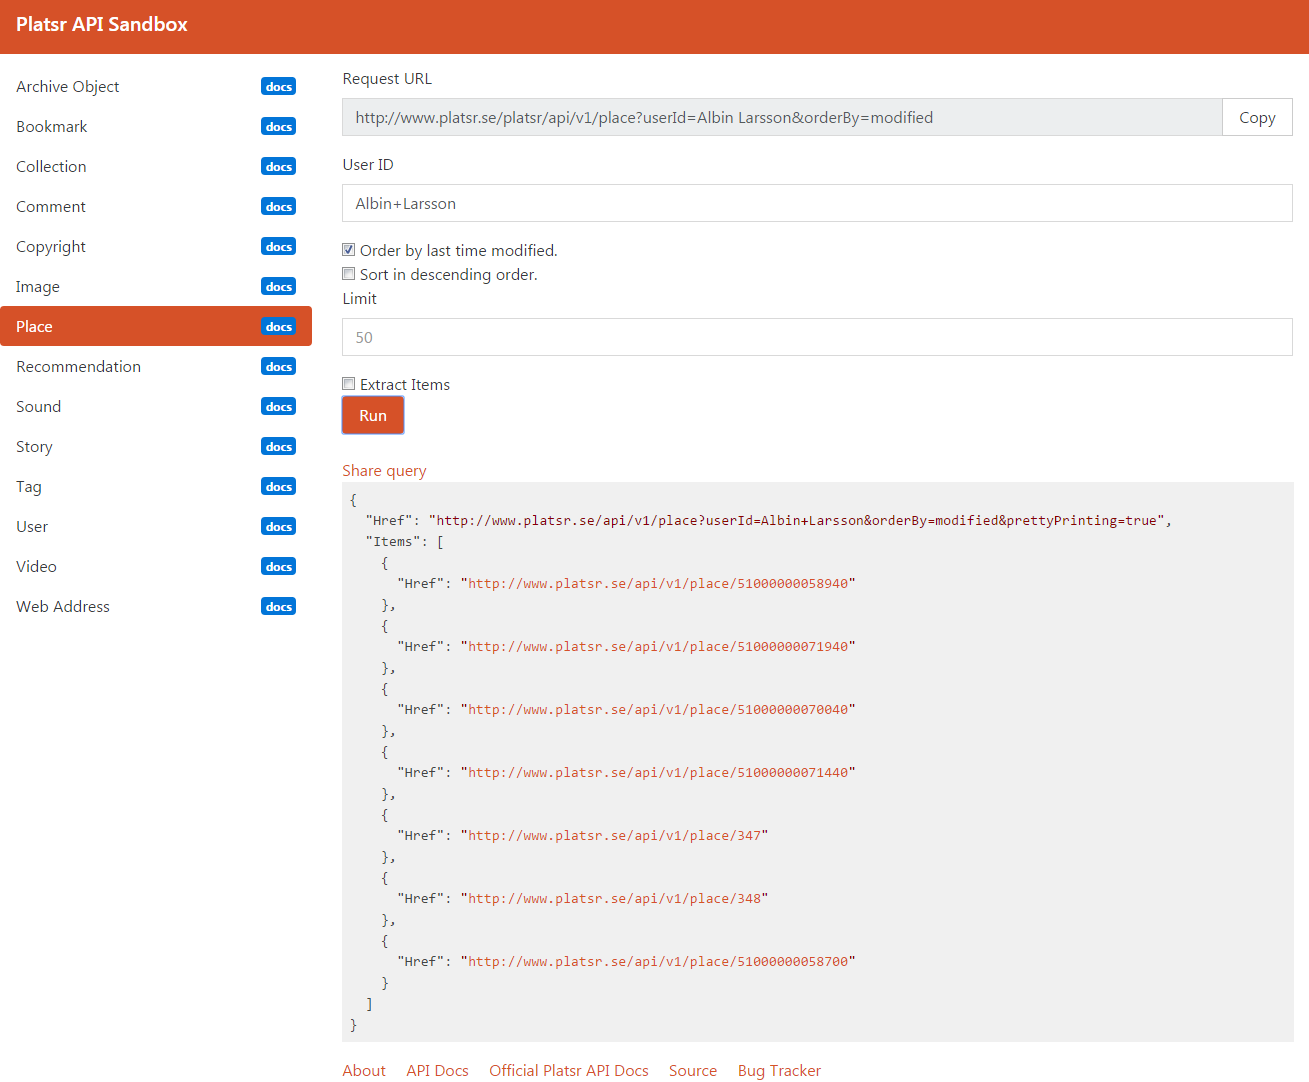 Platsr API Sandbox
Archive Object docs
Bookmark docs
Collection docs
Comment docs
Copyright docs
Image docs
Place docs
Recommendation docs
Sound docs
Story docs
Tag docs
User docs
Video docs
Web Address docs
Request URL
http://www.platsr.se/platsr/api/v1/place?userId=Albin Larsson&orderBy=modified Copy
User ID
Albin+Larsson
Order by last time modified.
Sort in descending order.
Limit
50
Extract Items
Run
Share query
{
"Href": "http://www.platsr.se/api/v1/place?userId=Albin+Larsson&orderBy=modified&prettyPrinting=true",
"Items": [
{
"Href": "http://www.platsr.se/api/v1/place/51000000058940"
},
{
"Href": "http://www.platsr.se/api/v1/place/51000000071940"
},
{
"Href": "http://www.platsr.se/api/v1/place/51000000070040"
},
{
"Href": "http://www.platsr.se/api/v1/place/51000000071440"
},
{
"Href": "http://www.platsr.se/api/v1/place/347"
},
{
"Href": "http://www.platsr.se/api/v1/place/348"
},
{
"Href": "http://www.platsr.se/api/v1/place/51000000058700"
}
]
}
About API Docs Official Platsr API Docs Source Bug Tracker